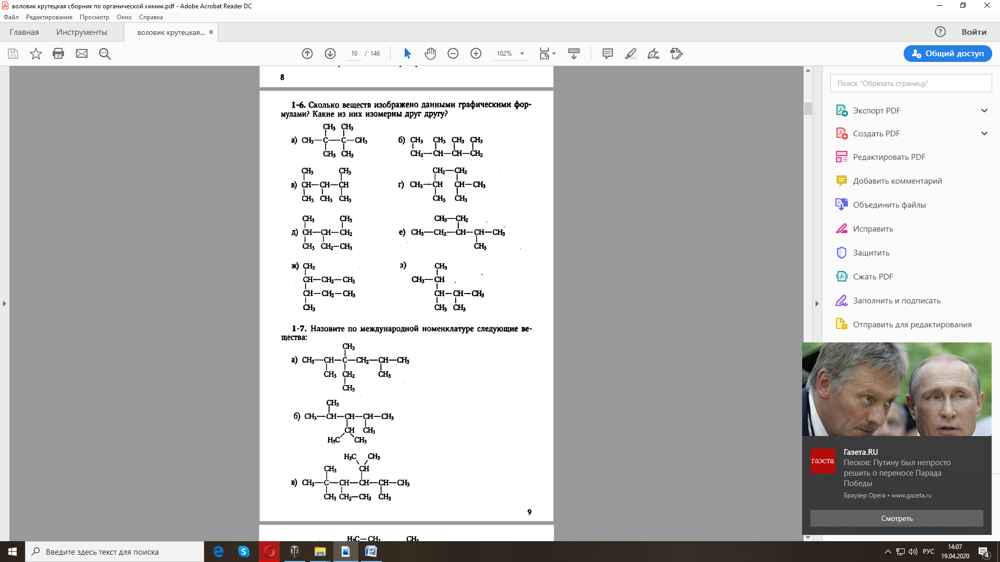 воловик крутецкая сборник по органической химии.pdf - Adobe Acrobat Reader DC
Файл Редактирование Просмотр Окно Справка
Главная Инструменты воловик крутецкая... × Войти
10 / 146 102% Общий доступ
8
1-6. Сколько веществ изображено данными графическими фор-
мулами? Какие из них изомерны друг другу?
CH₃ CH₃
а) CH₃—C—C—CH₃
CH₃ CH₃
б) CH₃ CH₃ CH₃ CH₃
CH₂—CH—CH—CH₂
CH₃ CH₃
в) CH—CH—CH
CH₃ CH₃ CH₃
CH₂—CH₂
г) CH₃—CH CH—CH₃
CH₃ CH₃
CH₃ CH₃
д) CH—CH—CH₂
CH₃ CH₂—CH₃
CH₃—CH₂
е) CH₃—CH₂—CH—CH—CH₃
CH₃
ж) CH₃
CH—CH₂—CH₃
CH—CH₂—CH₃
CH₃
з) CH₃
CH₃—CH
CH—CH—CH₃
CH₃ CH₃
1-7. Назовите по международной номенклатуре следующие ве-
щества:
CH₃
а) CH₃—CH—C—CH₂—CH—CH₃
CH₃ CH₂ CH₃
CH₃
CH₃
б) CH₃—CH—CH—CH—CH₃
CH CH₃
H₃C CH₃
H₃C CH₃
CH₃ CH
в) CH₃—C—CH—CH—CH—CH₃
CH₃ CH₂—CH₃ CH₃
9
H₃C—CH₂ CH₃
Поиск "Обрезать страницу"
Экспорт PDF
Создать PDF
Редактировать PDF
Добавить комментарий
Объединить файлы
Исправить
Защитить
Сжать PDF
Заполнить и подписать
Отправить для редактирования
газета
Газета.RU
Песков: Путину был непросто
решить о переносе Парада
Победы
Браузер Opera • www.gazeta.ru
Смотреть
Введите здесь текст для поиска
РУС
14:07
19.04.2020
4